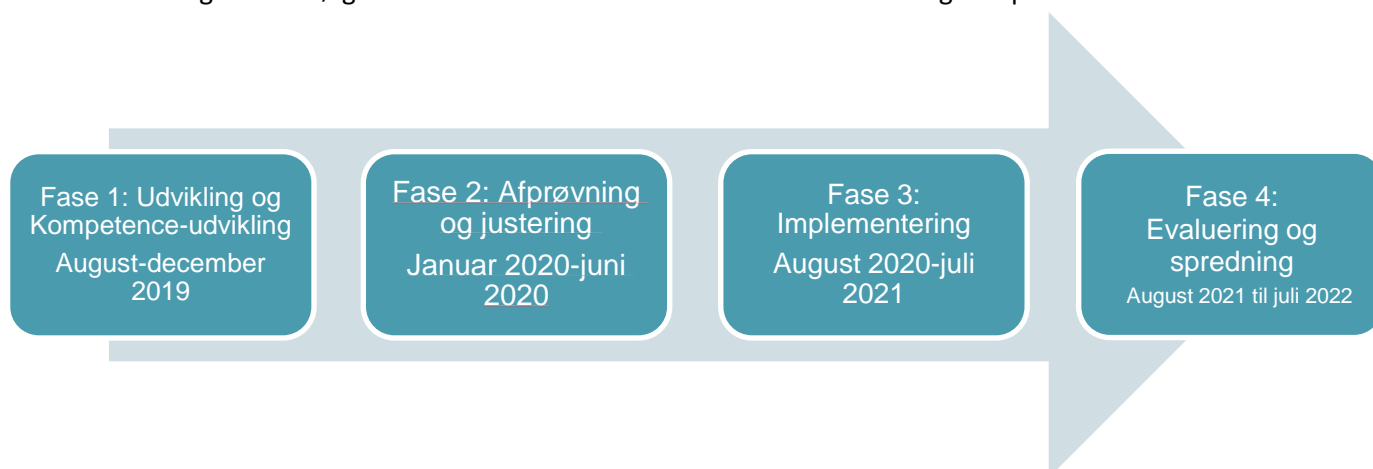 Fase 1: Udvikling og
Kompetence-udvikling
August-december
2019
Fase 2: Afprøvning
og justering
Januar 2020-juni
2020
Fase 3:
Implementering
August 2020-juli
2021
Fase 4:
Evaluering og
spredning
August 2021 til juli 2022